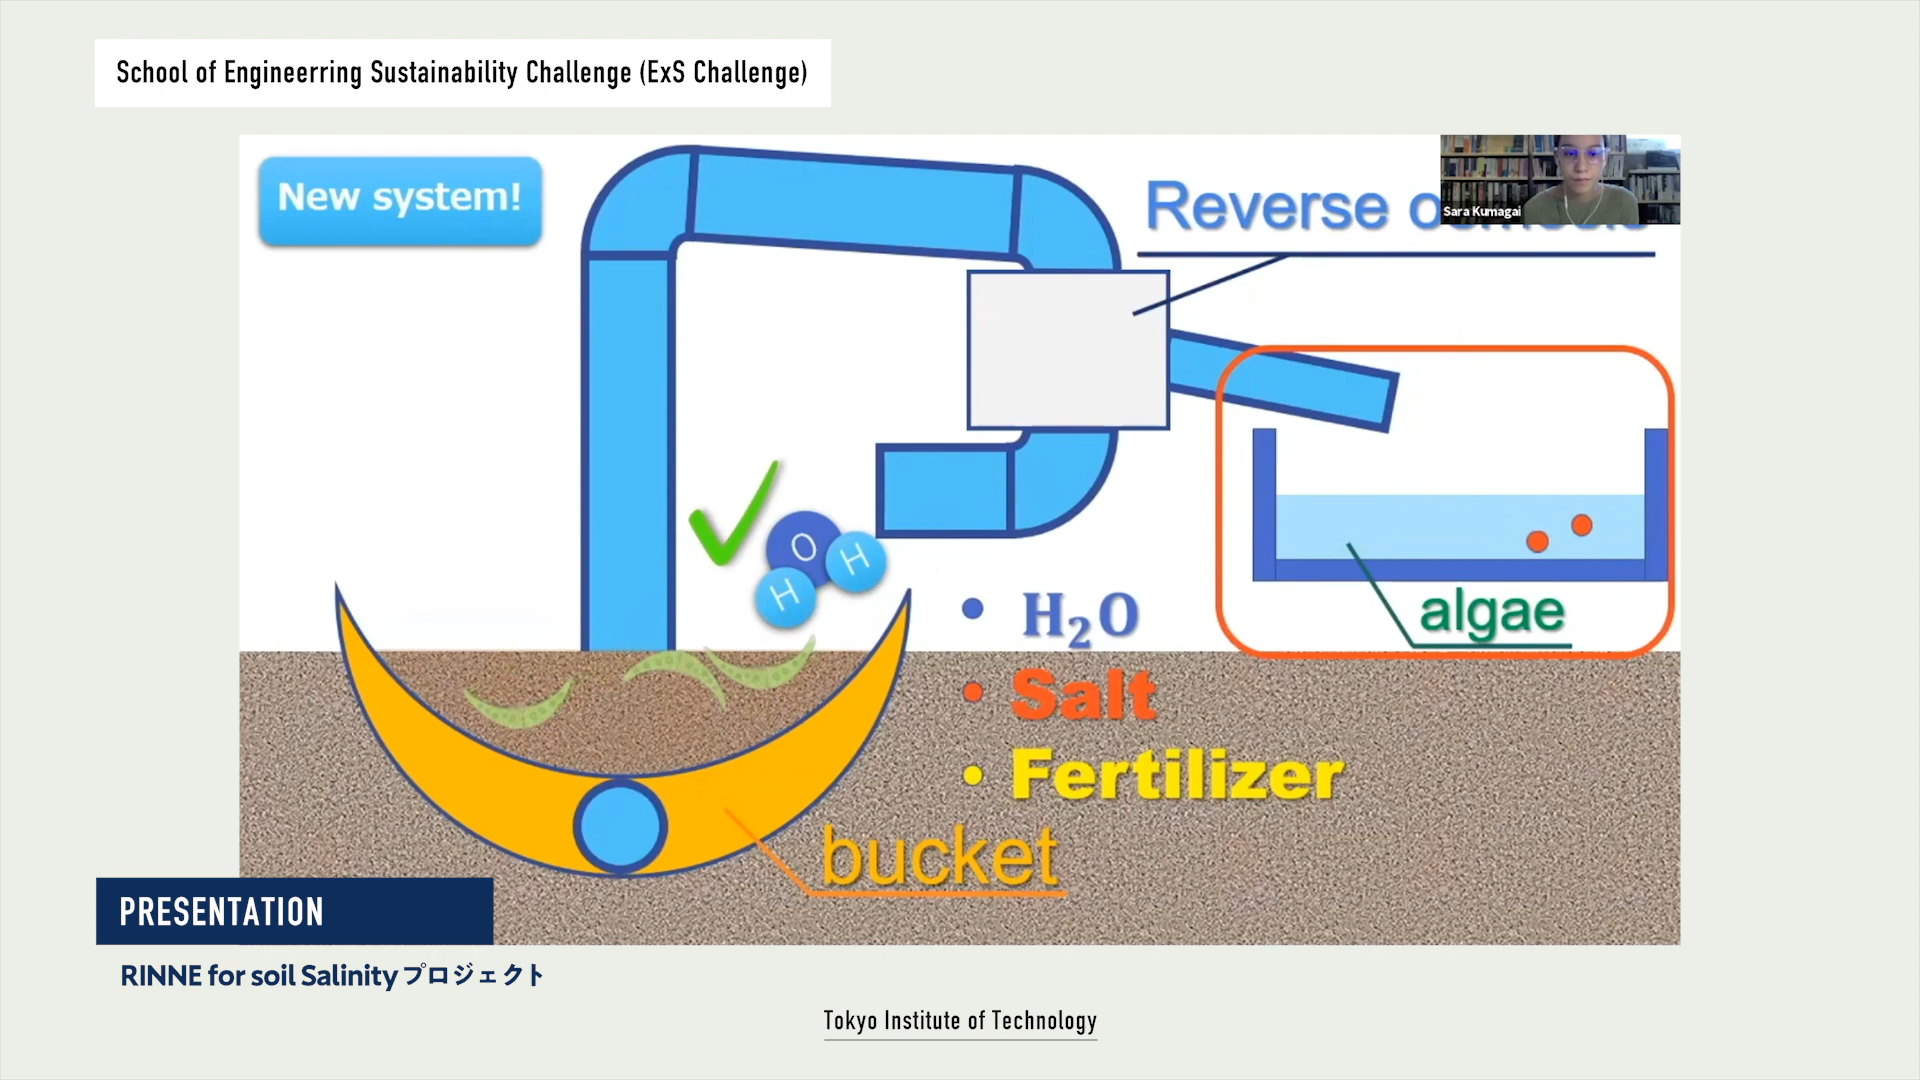 School of Engineerring Sustainability Challenge (ExS Challenge)
New system!
Reverse
Sara Kumagai
O
H
H
• H₂O
algae
• Salt
• Fertilizer
bucket
PRESENTATION
RINNE for soil Salinityプロジェクト
Tokyo Institute of Technology